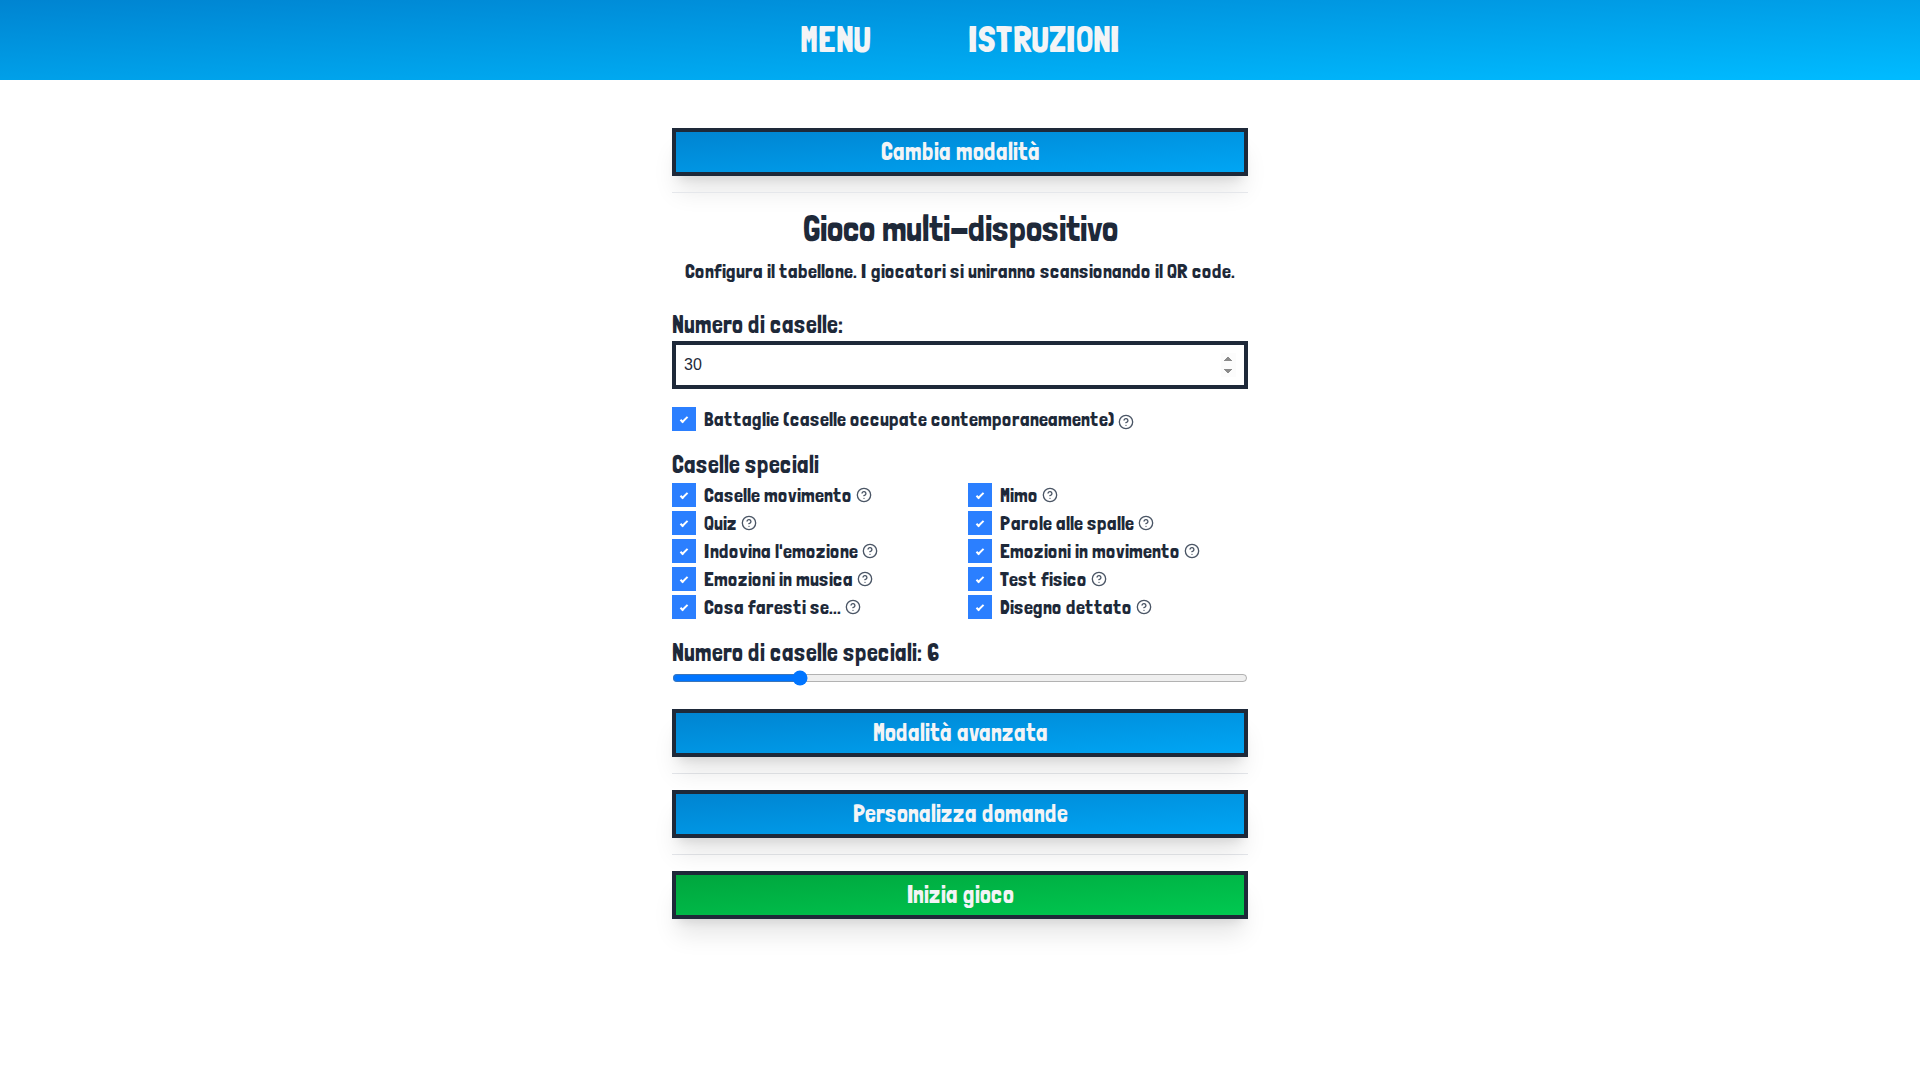 MENU ISTRUZIONI
Cambia modalità
Gioco multi-dispositivo
Configura il tabellone. I giocatori si uniranno scansionando il QR code.
Numero di caselle:
30
Battaglie (caselle occupate contemporaneamente)
Caselle speciali
Caselle movimento
Mimo
Quiz
Parole alle spalle
Indovina l'emozione
Emozioni in movimento
Emozioni in musica
Test fisico
Cosa faresti se...
Disegno dettato
Numero di caselle speciali: 6
Modalità avanzata
Personalizza domande
Inizia gioco